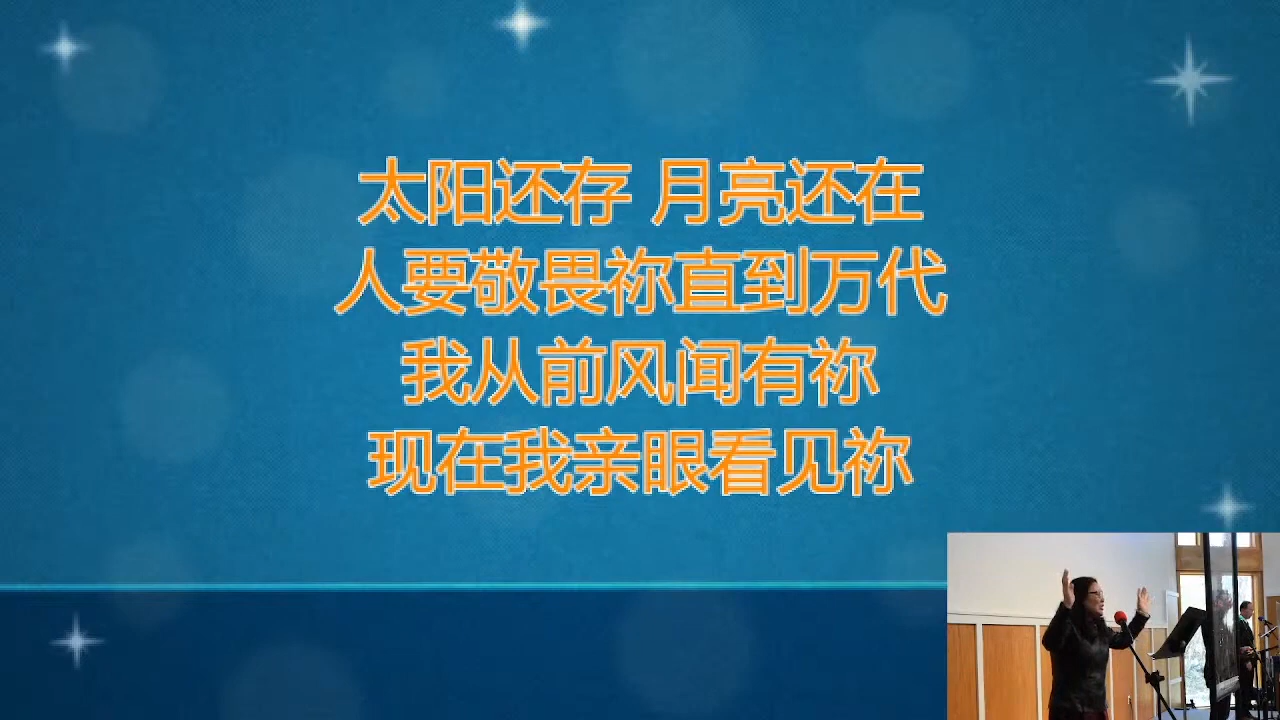 太阳还存 月亮还在
人要敬畏祢直到万代
我从前风闻有祢
现在我亲眼看见祢